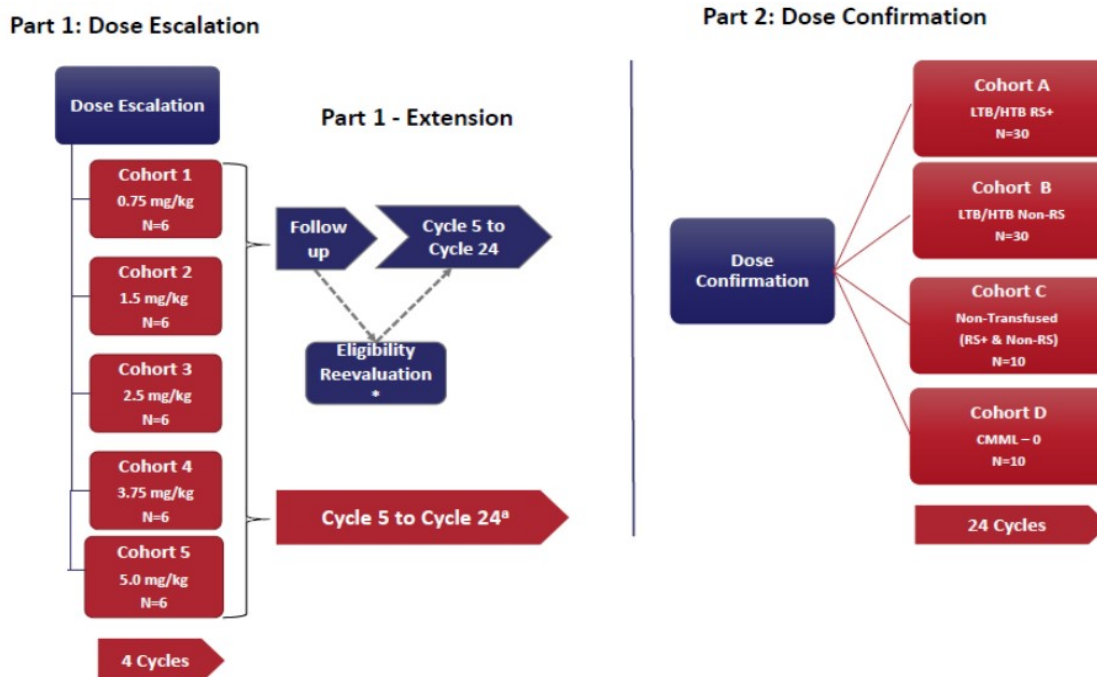 Part 1: Dose Escalation
Dose Escalation
Cohort 1
0.75 mg/kg
N=6
Cohort 2
1.5 mg/kg
N=6
Cohort 3
2.5 mg/kg
N=6
Cohort 4
3.75 mg/kg
N=6
Cohort 5
5.0 mg/kg
N=6
4 Cycles
Part 1 - Extension
Follow
up
Cycle 5 to
Cycle 24
Eligibility
Reevaluation
*
Cycle 5 to Cycle 24ª
Part 2: Dose Confirmation
Dose
Confirmation
Cohort A
LTB/HTB RS+
N=30
Cohort B
LTB/HTB Non-RS
N=30
Cohort C
Non-Transfused
(RS+ & Non-RS)
N=10
Cohort D
CMML – 0
N=10
24 Cycles